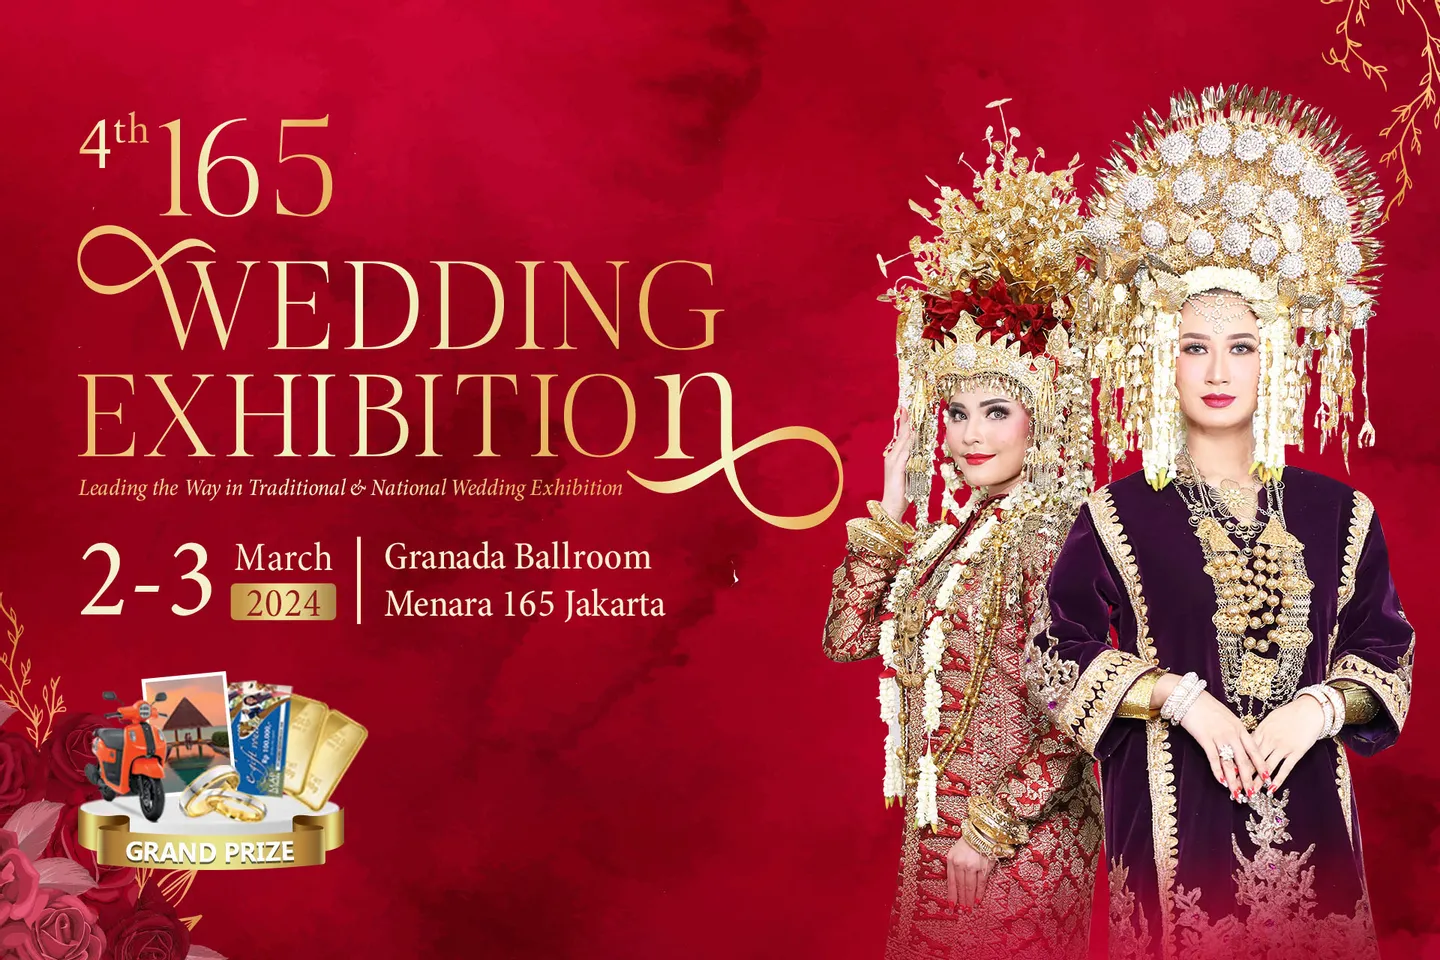 4th 165
WEDDING
EXHIBITIOn
Leading the Way in Traditional & National Wedding Exhibition
2-3 March 2024
Granada Ballroom
Menara 165 Jakarta
GRAND PRIZE